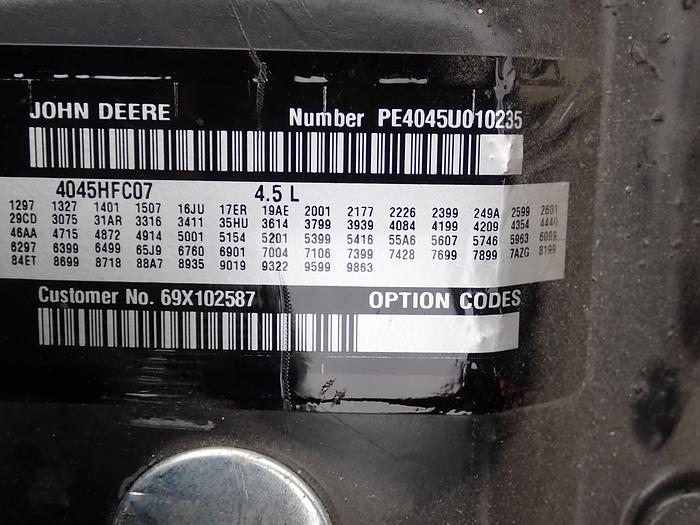 JOHN DEERE Number PE4045U010235
4045HFC07 4.5 L
1297 1327 1401 1507 16JU 17ER 19AE 2001 2177 2226 2399 249A 2599 2601
29CD 3075 31AR 3316 3411 35HU 3614 3799 3939 4084 4199 4209 4354 4440
46AA 4715 4872 4914 5001 5154 5201 5399 5416 55A6 5607 5746 5963 6099
6297 6399 6499 65J9 6760 6901 7004 7106 7399 7428 7699 7899 7AZG 8199
84ET 8699 8718 88A7 8935 9019 9322 9599 9863
Customer No. 69X102587 OPTION CODES